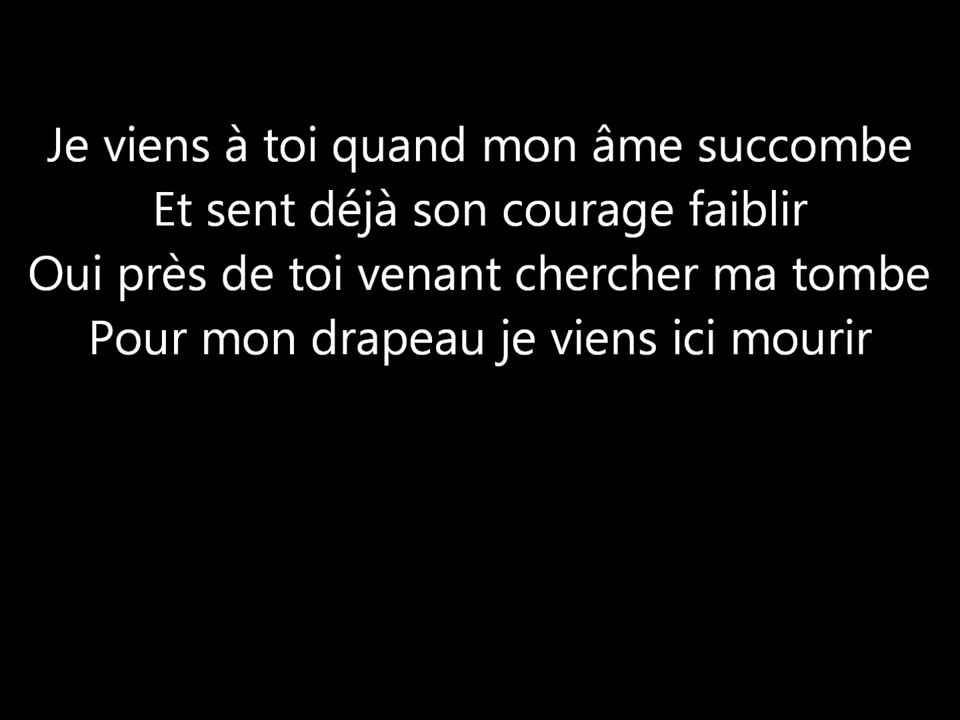 Je viens à toi quand mon âme succombe
Et sent déjà son courage faiblir
Oui près de toi venant chercher ma tombe
Pour mon drapeau je viens ici mourir